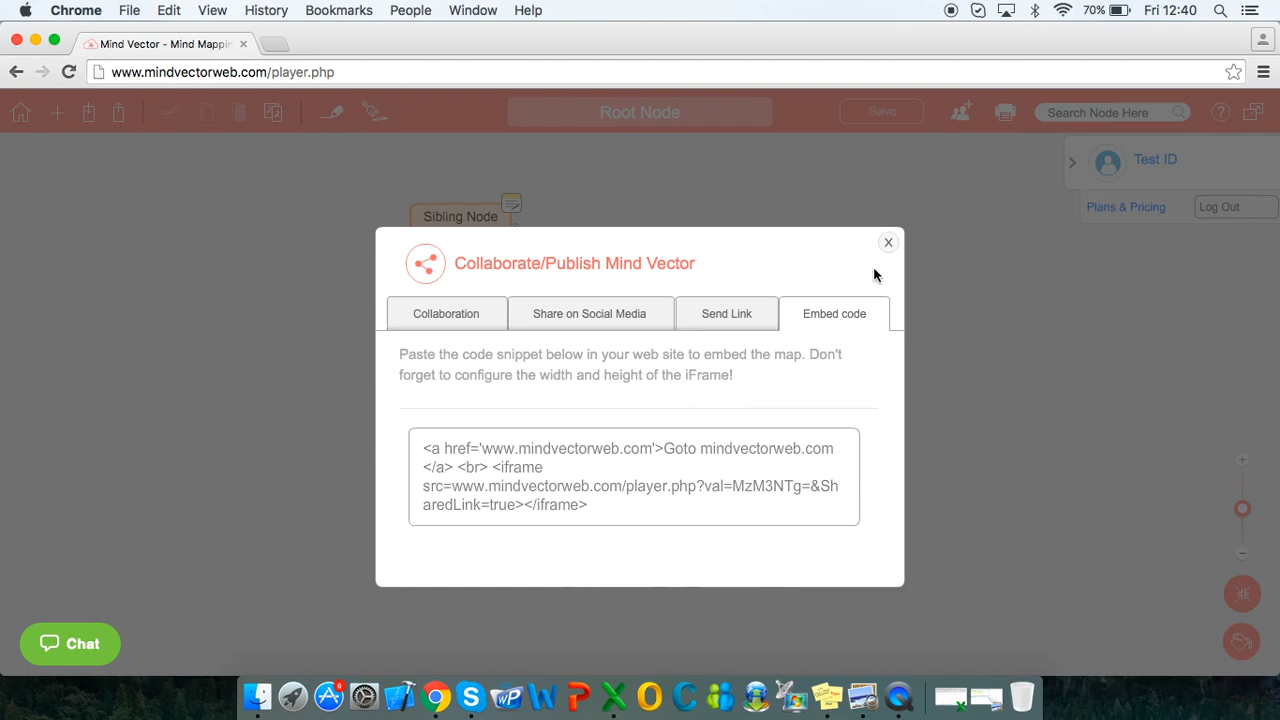 Chrome File Edit View History Bookmarks People Window Help 70% Fri 12:40
Mind Vector - Mind Mappin
www.mindvectorweb.com/player.php
Root Node Save Search Node Here ?
Test ID
Plans & Pricing Log Out
Sibling Node
X
Collaborate/Publish Mind Vector
Collaboration Share on Social Media Send Link Embed code
Paste the code snippet below in your web site to embed the map. Don't
forget to configure the width and height of the iFrame!
<a href='www.mindvectorweb.com'>Goto mindvectorweb.com
</a> <br> <iframe
src=www.mindvectorweb.com/player.php?val=MzM3NTg=&Sh
aredLink=true></iframe>
Chat
6